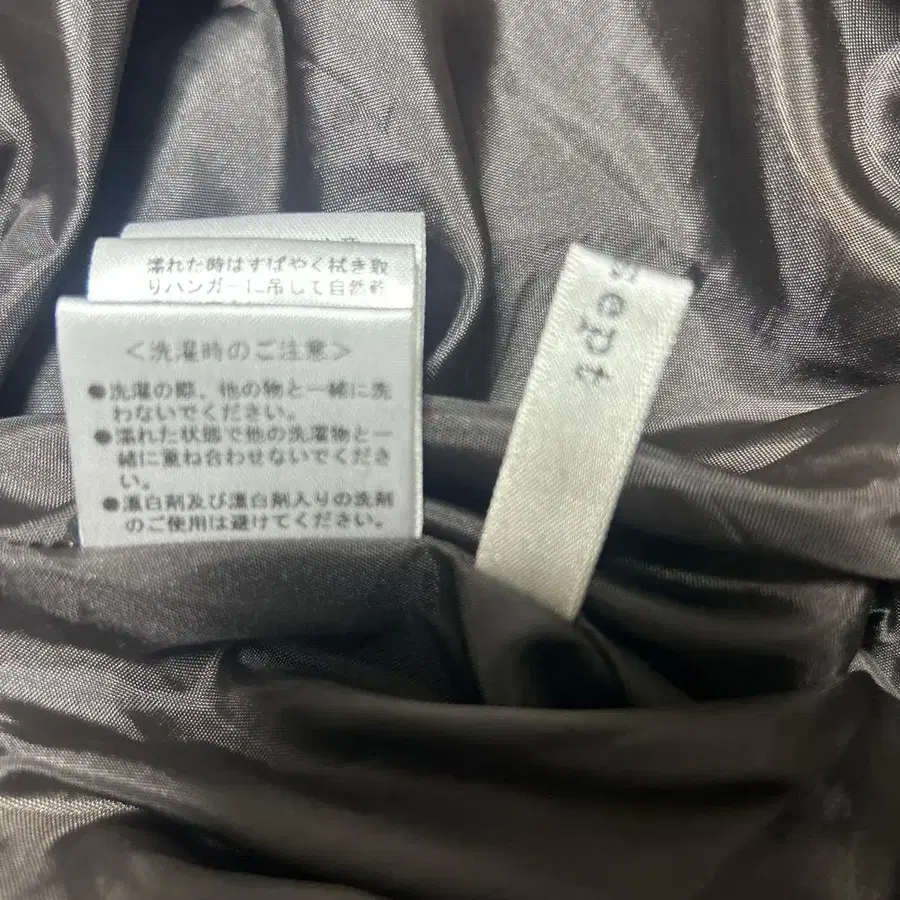 濡れた時はすばやく拭き取
りハンガーに吊して自然乾
＜洗濯時のご注意＞
●洗濯の際、他の物と一緒に洗
わないでください。
●濡れた状態で他の洗濯物と一
緒に重ね合わせないでくださ
い。
●漂白剤及び漂白剤入りの洗剤
のご使用は避けてください。
sept